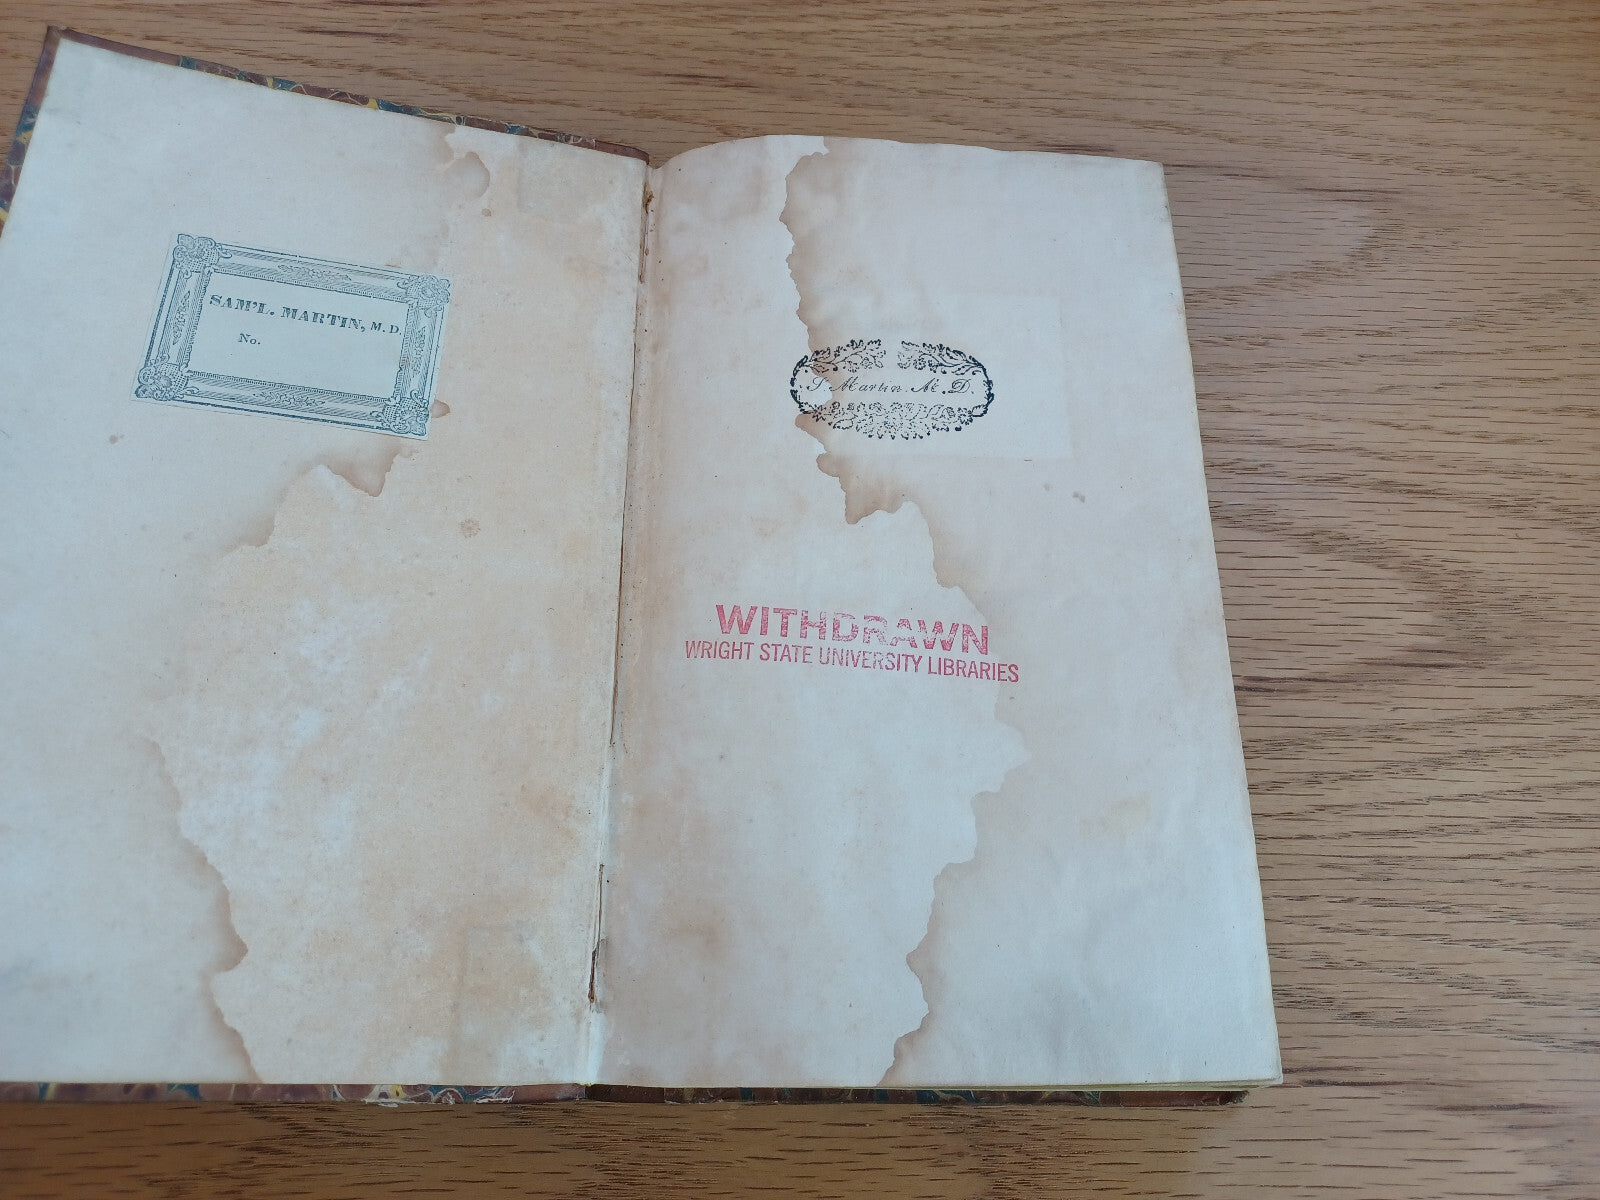 SAM'L. MARTIN, M.D.
No.
S. Martin. M.D.
WITHDRAWN
WRIGHT STATE UNIVERSITY LIBRARIES